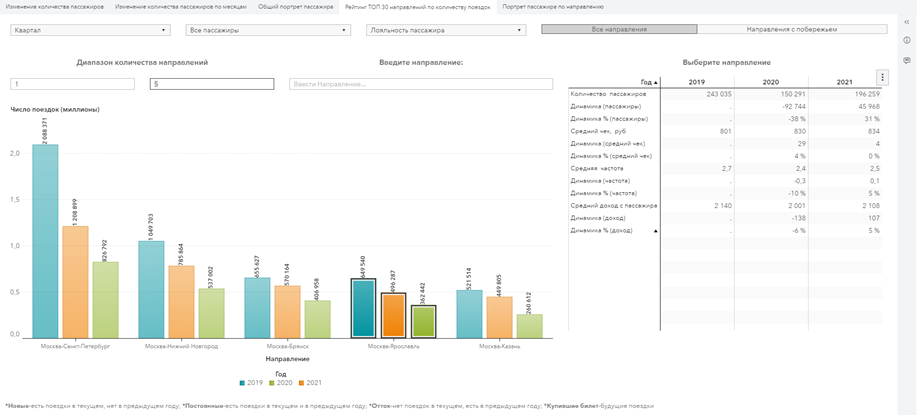 Изменение количества пассажиров Изменение количества пассажиров по месяцам Общий портрет пассажира Рейтинг ТОП 30 направлений по количеству поездок Портрет пассажира по направлению
Квартал Все пассажиры Лояльность пассажира Все направления Направления с побережьем
Диапазон количества направлений Введите направление: Выберите направление
1 5 Ввести Направление...
Число поездок (миллионы)
2,0
1,5
1,0
0,5
0,0
2 088 371
1 208 899
826 792
1 049 703
785 864
537 002
655 627
570 164
406 958
649 540
496 287
362 442
521 514
449 805
260 612
Москва-Санкт-Петербург Москва-Нижний Новгород Москва-Брянск Москва-Ярославль Москва-Казань
Направление
Год
2019 2020 2021
Год 2019 2020 2021
Количество пассажиров 243 035 150 291 196 259
Динамика (пассажиры) . -92 744 45 968
Динамика % (пассажиры) . -38 % 31 %
Средний чек, руб 801 830 834
Динамика (средний чек) . 29 4
Динамика % (средний чек) . 4 % 0 %
Средняя частота 2,7 2,4 2,5
Динамика (частота) . -0,3 0,1
Динамика % (частота) . -10 % 5 %
Средний доход с пассажира 2 140 2 001 2 108
Динамика (доход) . -138 107
Динамика % (доход) . -6 % 5 %
*Новые-есть поездки в текущем, нет в предыдущем году; *Постоянные-есть поездки в текущем и в предыдущем году; *Отток-нет поездок в текущем, есть в предыдущем году; *Купившие билет-будущие поездки